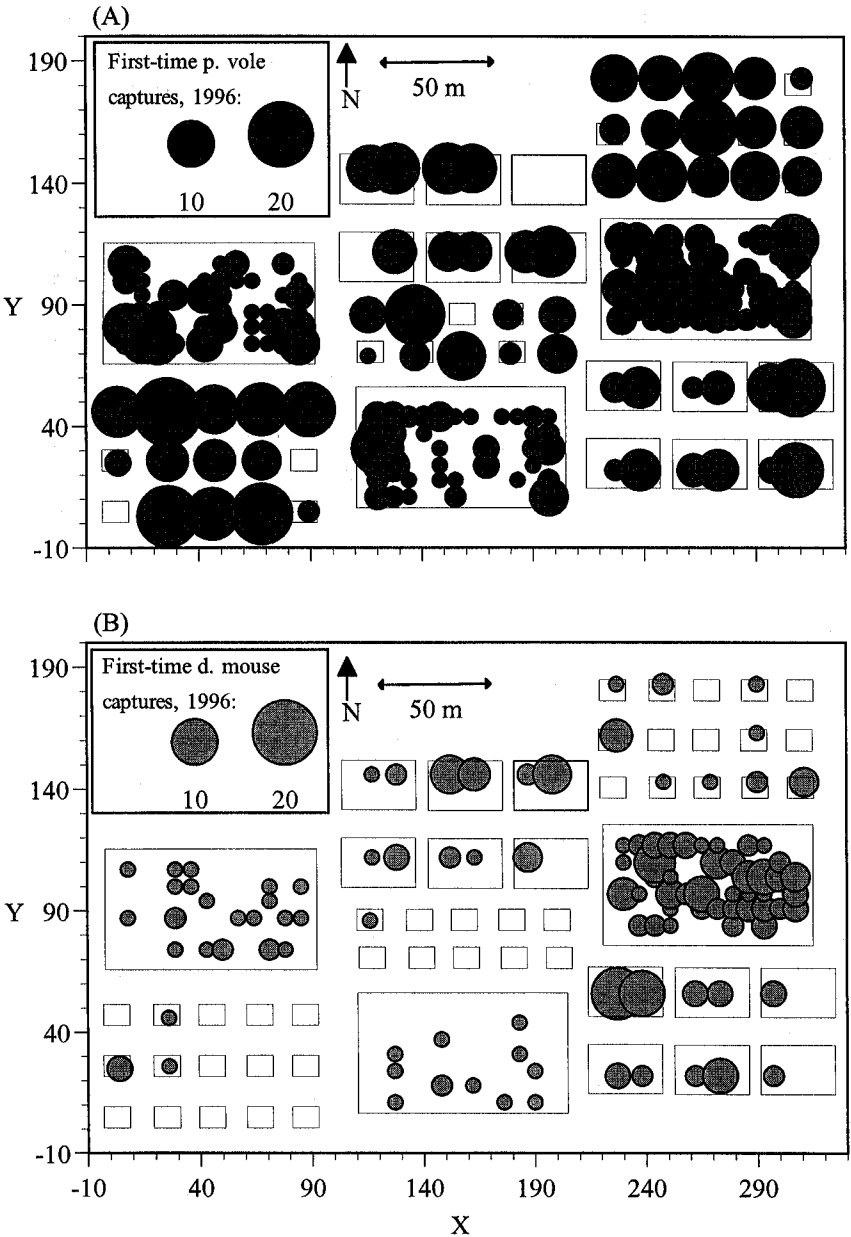 (A)
First-time p. vole
captures, 1996:
10 20
N
50 m
190
140
Y 90
40
-10
(B)
First-time d. mouse
captures, 1996:
10 20
N
50 m
190
140
Y 90
40
-10
-10 40 90 140 190 240 290
X